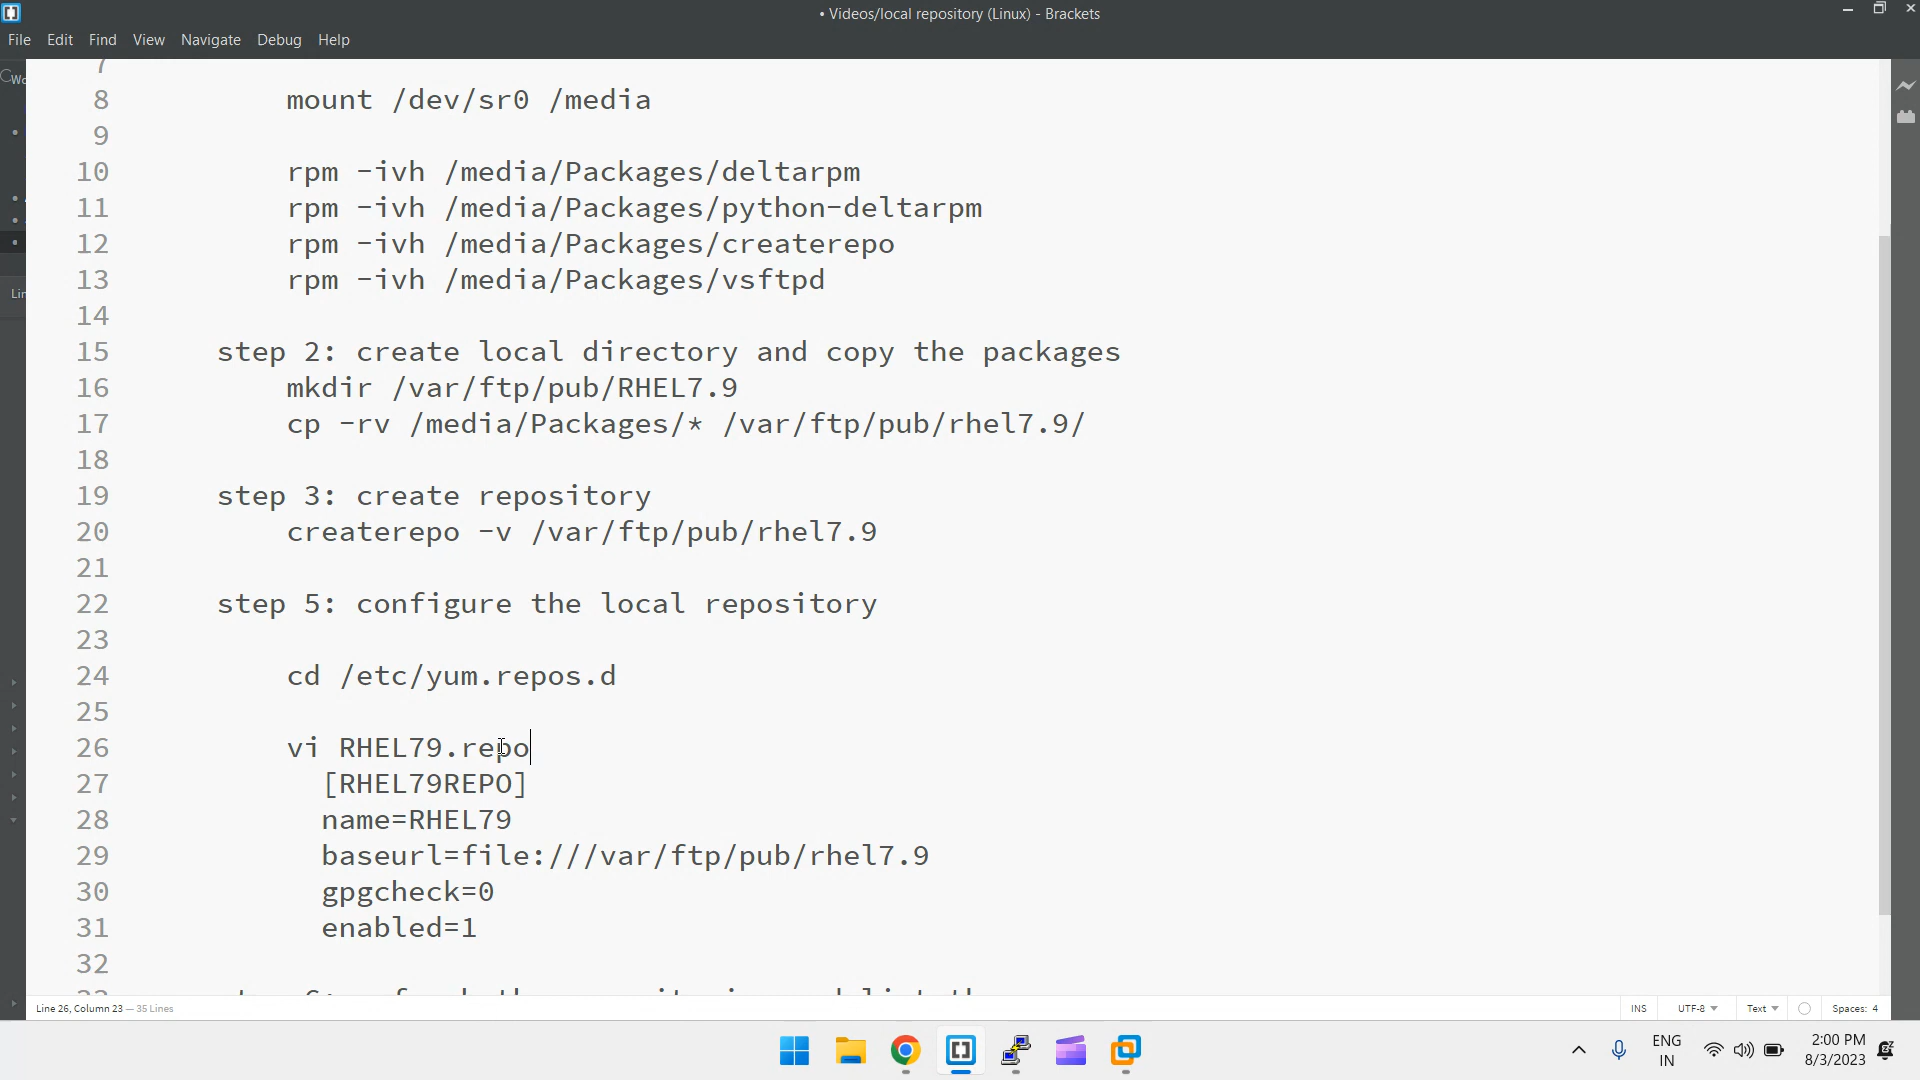 • Videos/local repository (Linux) - Brackets
File Edit Find View Navigate Debug Help
7
8 mount /dev/sr0 /media
9
10 rpm -ivh /media/Packages/deltarpm
11 rpm -ivh /media/Packages/python-deltarpm
12 rpm -ivh /media/Packages/createrepo
13 rpm -ivh /media/Packages/vsftpd
14
15 step 2: create local directory and copy the packages
16 mkdir /var/ftp/pub/RHEL7.9
17 cp -rv /media/Packages/* /var/ftp/pub/rhel7.9/
18
19 step 3: create repository
20 createrepo -v /var/ftp/pub/rhel7.9
21
22 step 5: configure the local repository
23
24 cd /etc/yum.repos.d
25
26 vi RHEL79.repo
27 [RHEL79REPO]
28 name=RHEL79
29 baseurl=file:///var/ftp/pub/rhel7.9
30 gpgcheck=0
31 enabled=1
32
Line 26, Column 23 — 35 Lines
INS UTF-8 Text Spaces: 4
ENG
IN
2:00 PM
8/3/2023